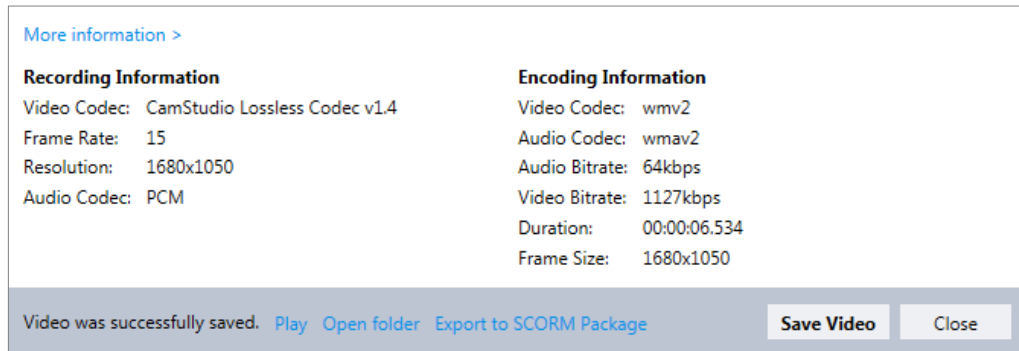 More information >
Recording Information
Video Codec: CamStudio Lossless Codec v1.4
Frame Rate: 15
Resolution: 1680x1050
Audio Codec: PCM
Encoding Information
Video Codec: wmv2
Audio Codec: wmav2
Audio Bitrate: 64kbps
Video Bitrate: 1127kbps
Duration: 00:00:06.534
Frame Size: 1680x1050
Video was successfully saved. Play Open folder Export to SCORM Package Save Video Close